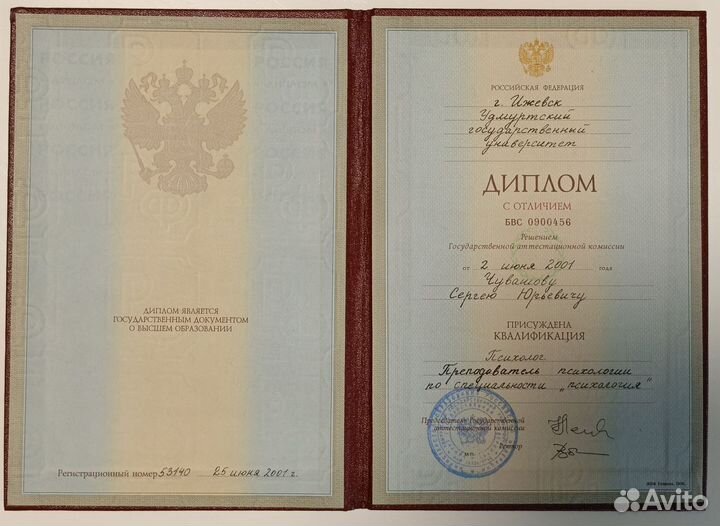 ДИПЛОМ ЯВЛЯЕТСЯ
ГОСУДАРСТВЕННЫМ ДОКУМЕНТОМ
О ВЫСШЕМ ОБРАЗОВАНИИ
Регистрационный номер 53140 25 июня 2001 г.
РОССИЙСКАЯ ФЕДЕРАЦИЯ
г. Ижевск
Удмуртский
государственный
университет
ДИПЛОМ
С ОТЛИЧИЕМ
БВС 0900456
Решением
Государственной аттестационной комиссии
от 2 июня 2001 года
Чувашову
Сергею Юрьевичу
ПРИСУЖДЕНА
КВАЛИФИКАЦИЯ
Психолог.
Преподаватель психологии
по специальности „психология"
Председатель Государственной
аттестационной комиссии
Ректор
М.П.
Avito